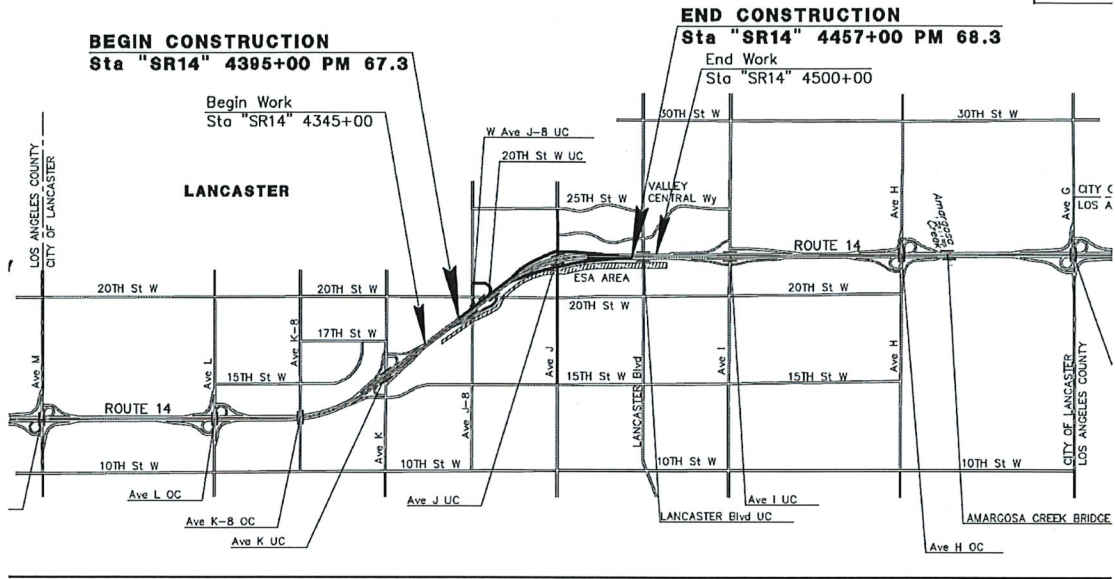 BEGIN CONSTRUCTION
Sta "SR14" 4395+00 PM 67.3
END CONSTRUCTION
Sta "SR14" 4457+00 PM 68.3
Begin Work
Sta "SR14" 4345+00
End Work
Sta "SR14" 4500+00
LOS ANGELES COUNTY
CITY OF LANCASTER
LANCASTER
W Ave J-8 UC
20TH St W UC
30TH St W
30TH St W
25TH St W
VALLEY
CENTRAL Wy
Ave H
Amargosa
Creek
Ave G
CITY
LOS A
ROUTE 14
ESA AREA
20TH St W
20TH St W
20TH St W
20TH St W
17TH St W
15TH St W
15TH St W
15TH St W
Ave M
Ave L
Ave K-8
Ave K
Ave J-8
Ave J
LANCASTER Blvd
Ave I
Ave H
CITY OF LANCASTER
LOS ANGELES COUNTY
ROUTE 14
10TH St W
10TH St W
10TH St W
10TH St W
Ave L OC
Ave K-8 OC
Ave K UC
Ave J UC
LANCASTER Blvd UC
Ave I UC
Ave H OC
AMARGOSA CREEK BRIDGE